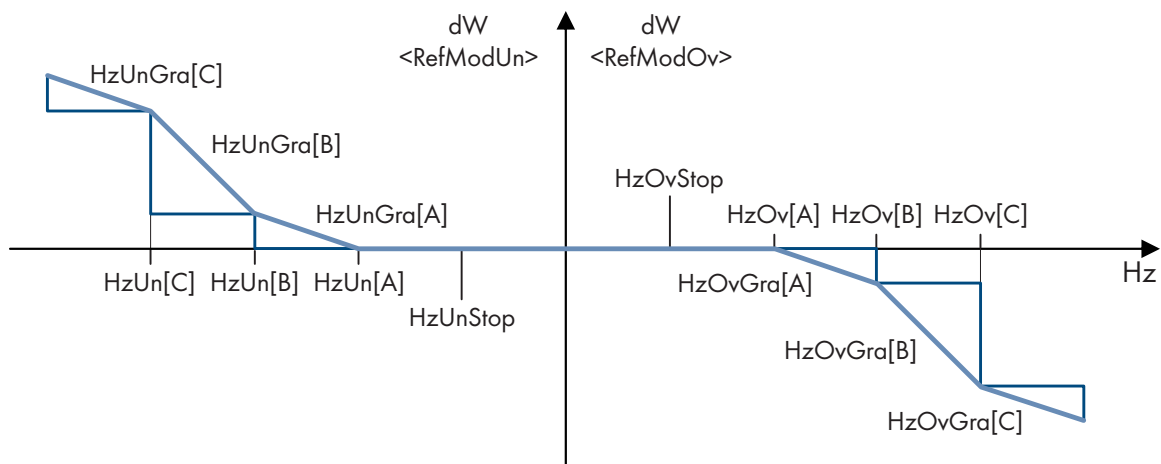 dW
<RefModUn>
dW
<RefModOv>
HzUnGra[C]
HzUnGra[B]
HzUnGra[A]
HzOvStop
HzOv[A]
HzOv[B]
HzOv[C]
HzUn[C]
HzUn[B]
HzUn[A]
HzUnStop
Hz
HzOvGra[A]
HzOvGra[B]
HzOvGra[C]